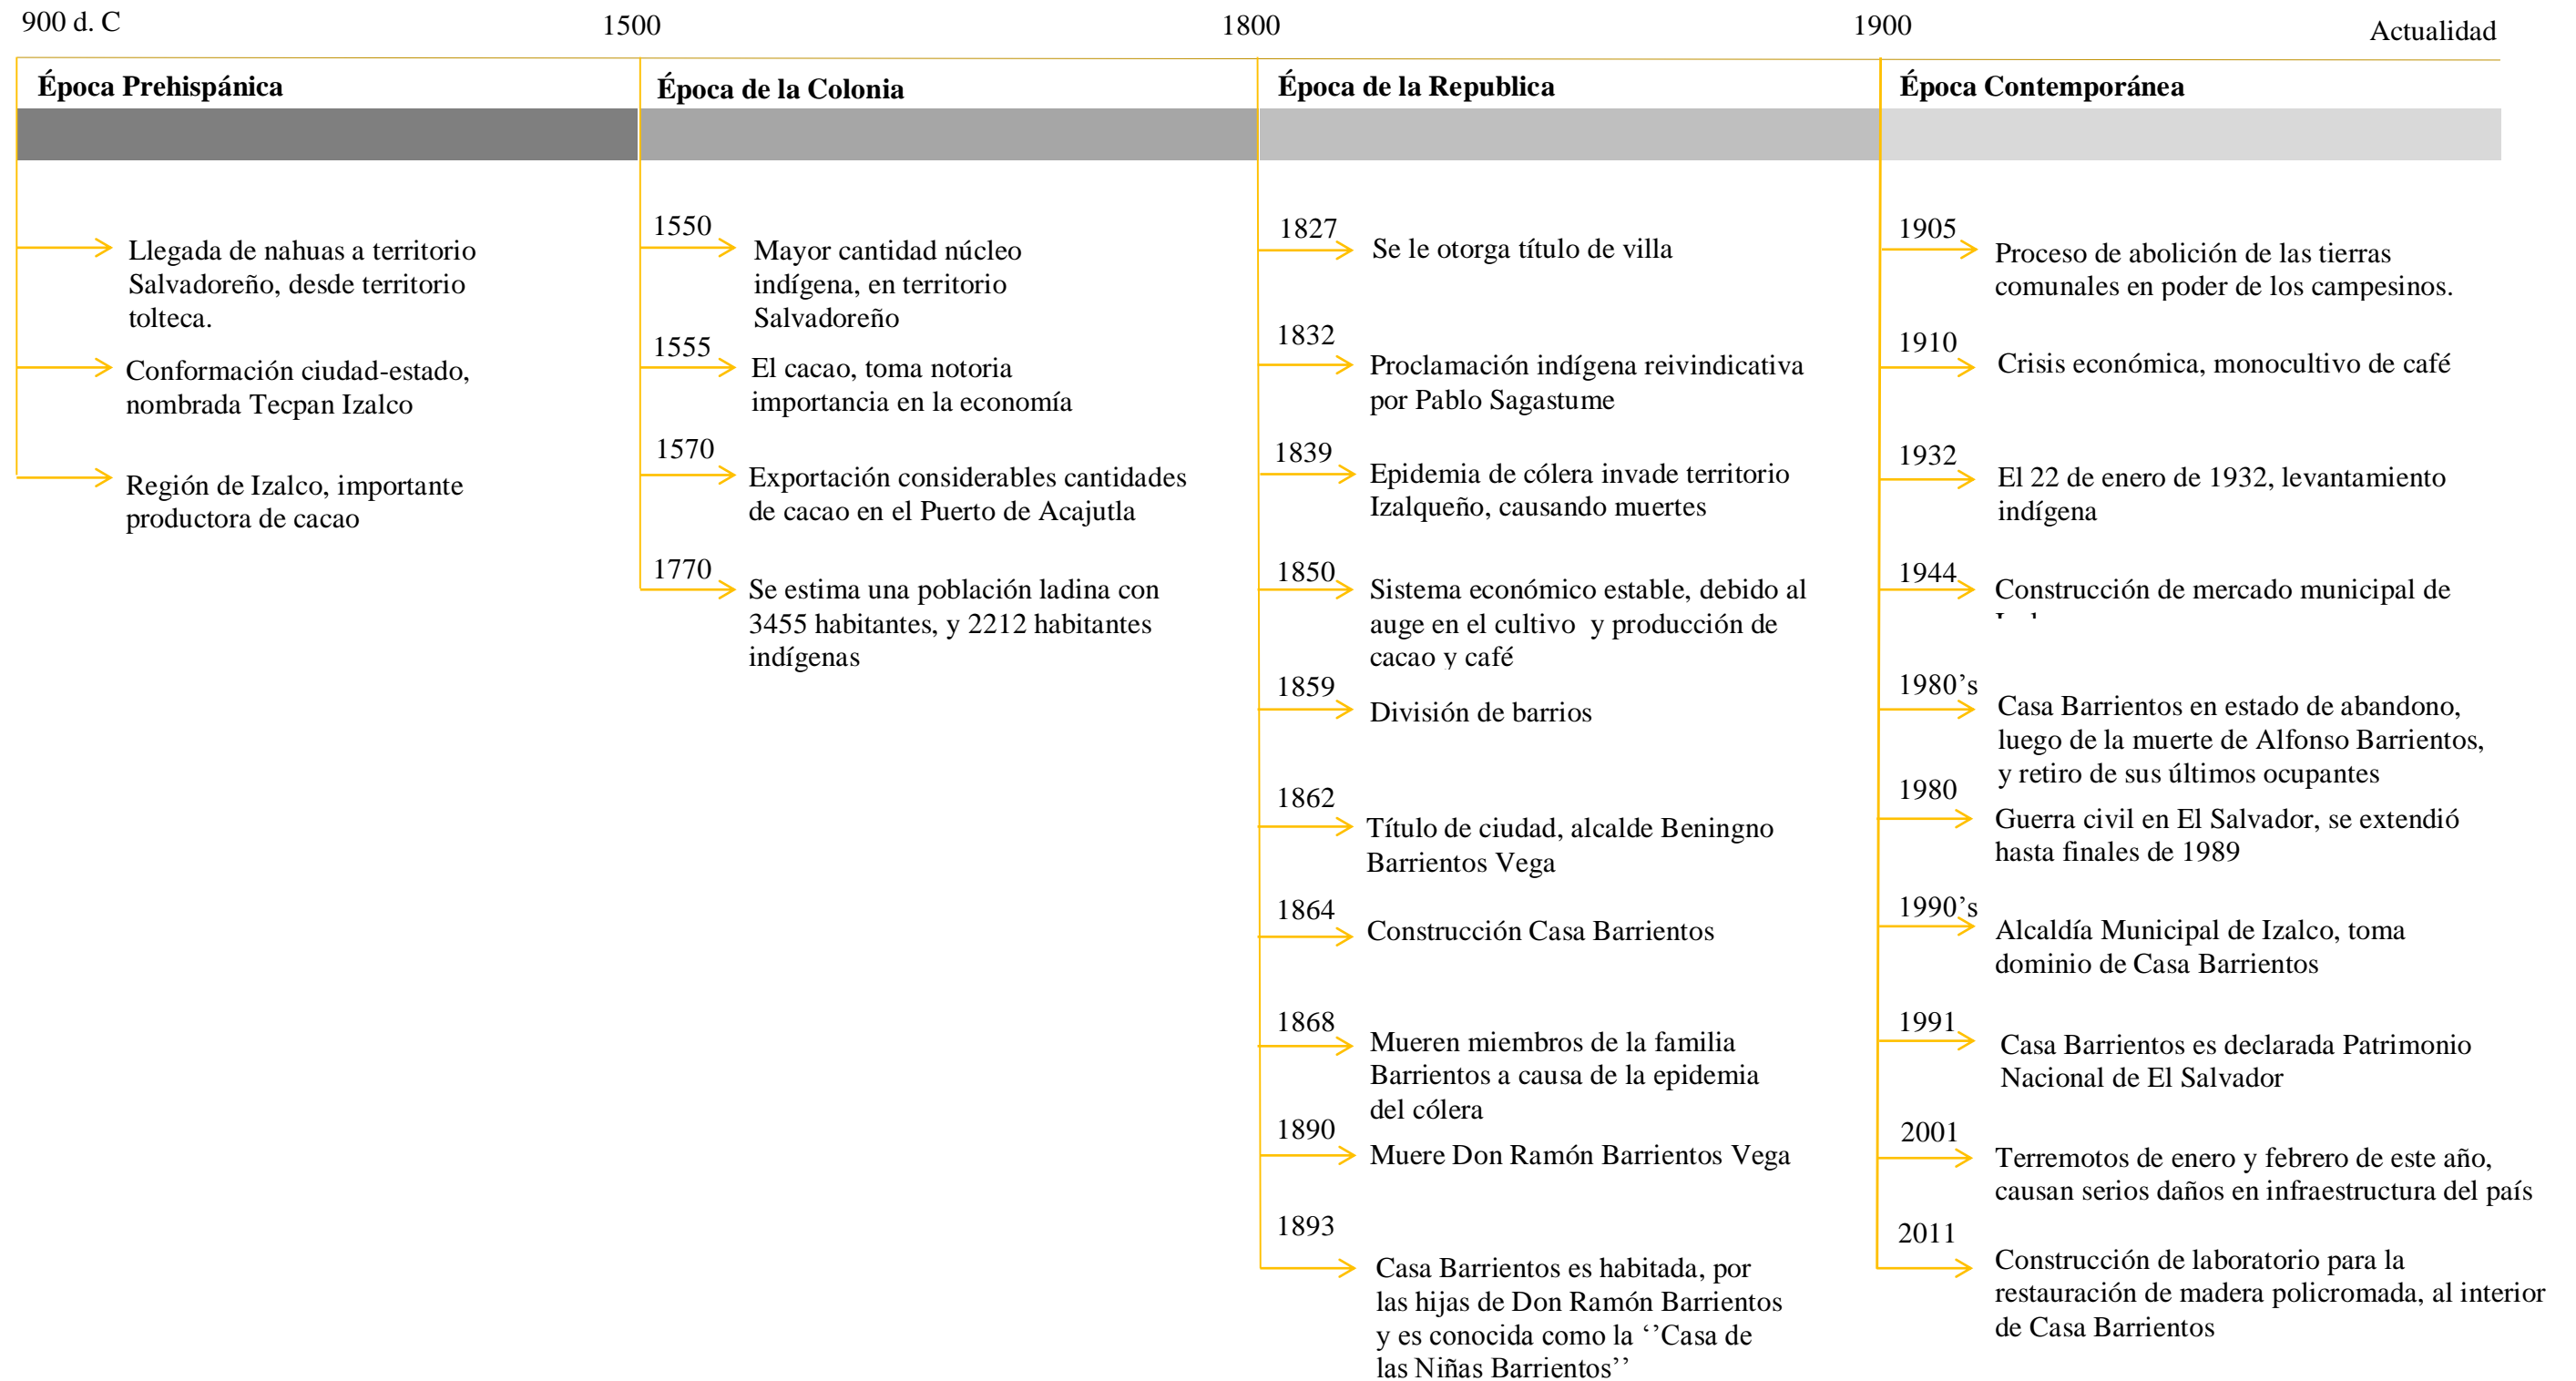 900 d. C
1500
1800
1900
Actualidad
Época Prehispánica
Llegada de nahuas a territorio
Salvadoreño, desde territorio
tolteca.
Conformación ciudad-estado,
nombrada Tecpan Izalco
Región de Izalco, importante
productora de cacao
Época de la Colonia
1550
Mayor cantidad núcleo
indígena, en territorio
Salvadoreño
1555
El cacao, toma notoria
importancia en la economía
1570
Exportación considerables cantidades
de cacao en el Puerto de Acajutla
1770
Se estima una población ladina con
3455 habitantes, y 2212 habitantes
indígenas
Época de la Republica
1827
Se le otorga título de villa
1832
Proclamación indígena reivindicativa
por Pablo Sagastume
1839
Epidemia de cólera invade territorio
Izalqueño, causando muertes
1850
Sistema económico estable, debido al
auge en el cultivo  y producción de
cacao y café
1859
División de barrios
1862
Título de ciudad, alcalde Beningno
Barrientos Vega
1864
Construcción Casa Barrientos
1868
Mueren miembros de la familia
Barrientos a causa de la epidemia
del cólera
1890
Muere Don Ramón Barrientos Vega
1893
Casa Barrientos es habitada, por
las hijas de Don Ramón Barrientos
y es conocida como la ‘’Casa de
las Niñas Barrientos’’
Época Contemporánea
1905
Proceso de abolición de las tierras
comunales en poder de los campesinos.
1910
Crisis económica, monocultivo de café
1932
El 22 de enero de 1932, levantamiento
indígena
1944
Construcción de mercado municipal de
1980’s
Casa Barrientos en estado de abandono,
luego de la muerte de Alfonso Barrientos,
y retiro de sus últimos ocupantes
1980
Guerra civil en El Salvador, se extendió
hasta finales de 1989
1990’s
Alcaldía Municipal de Izalco, toma
dominio de Casa Barrientos
1991
Casa Barrientos es declarada Patrimonio
Nacional de El Salvador
2001
Terremotos de enero y febrero de este año,
causan serios daños en infraestructura del país
2011
Construcción de laboratorio para la
restauración de madera policromada, al interior
de Casa Barrientos